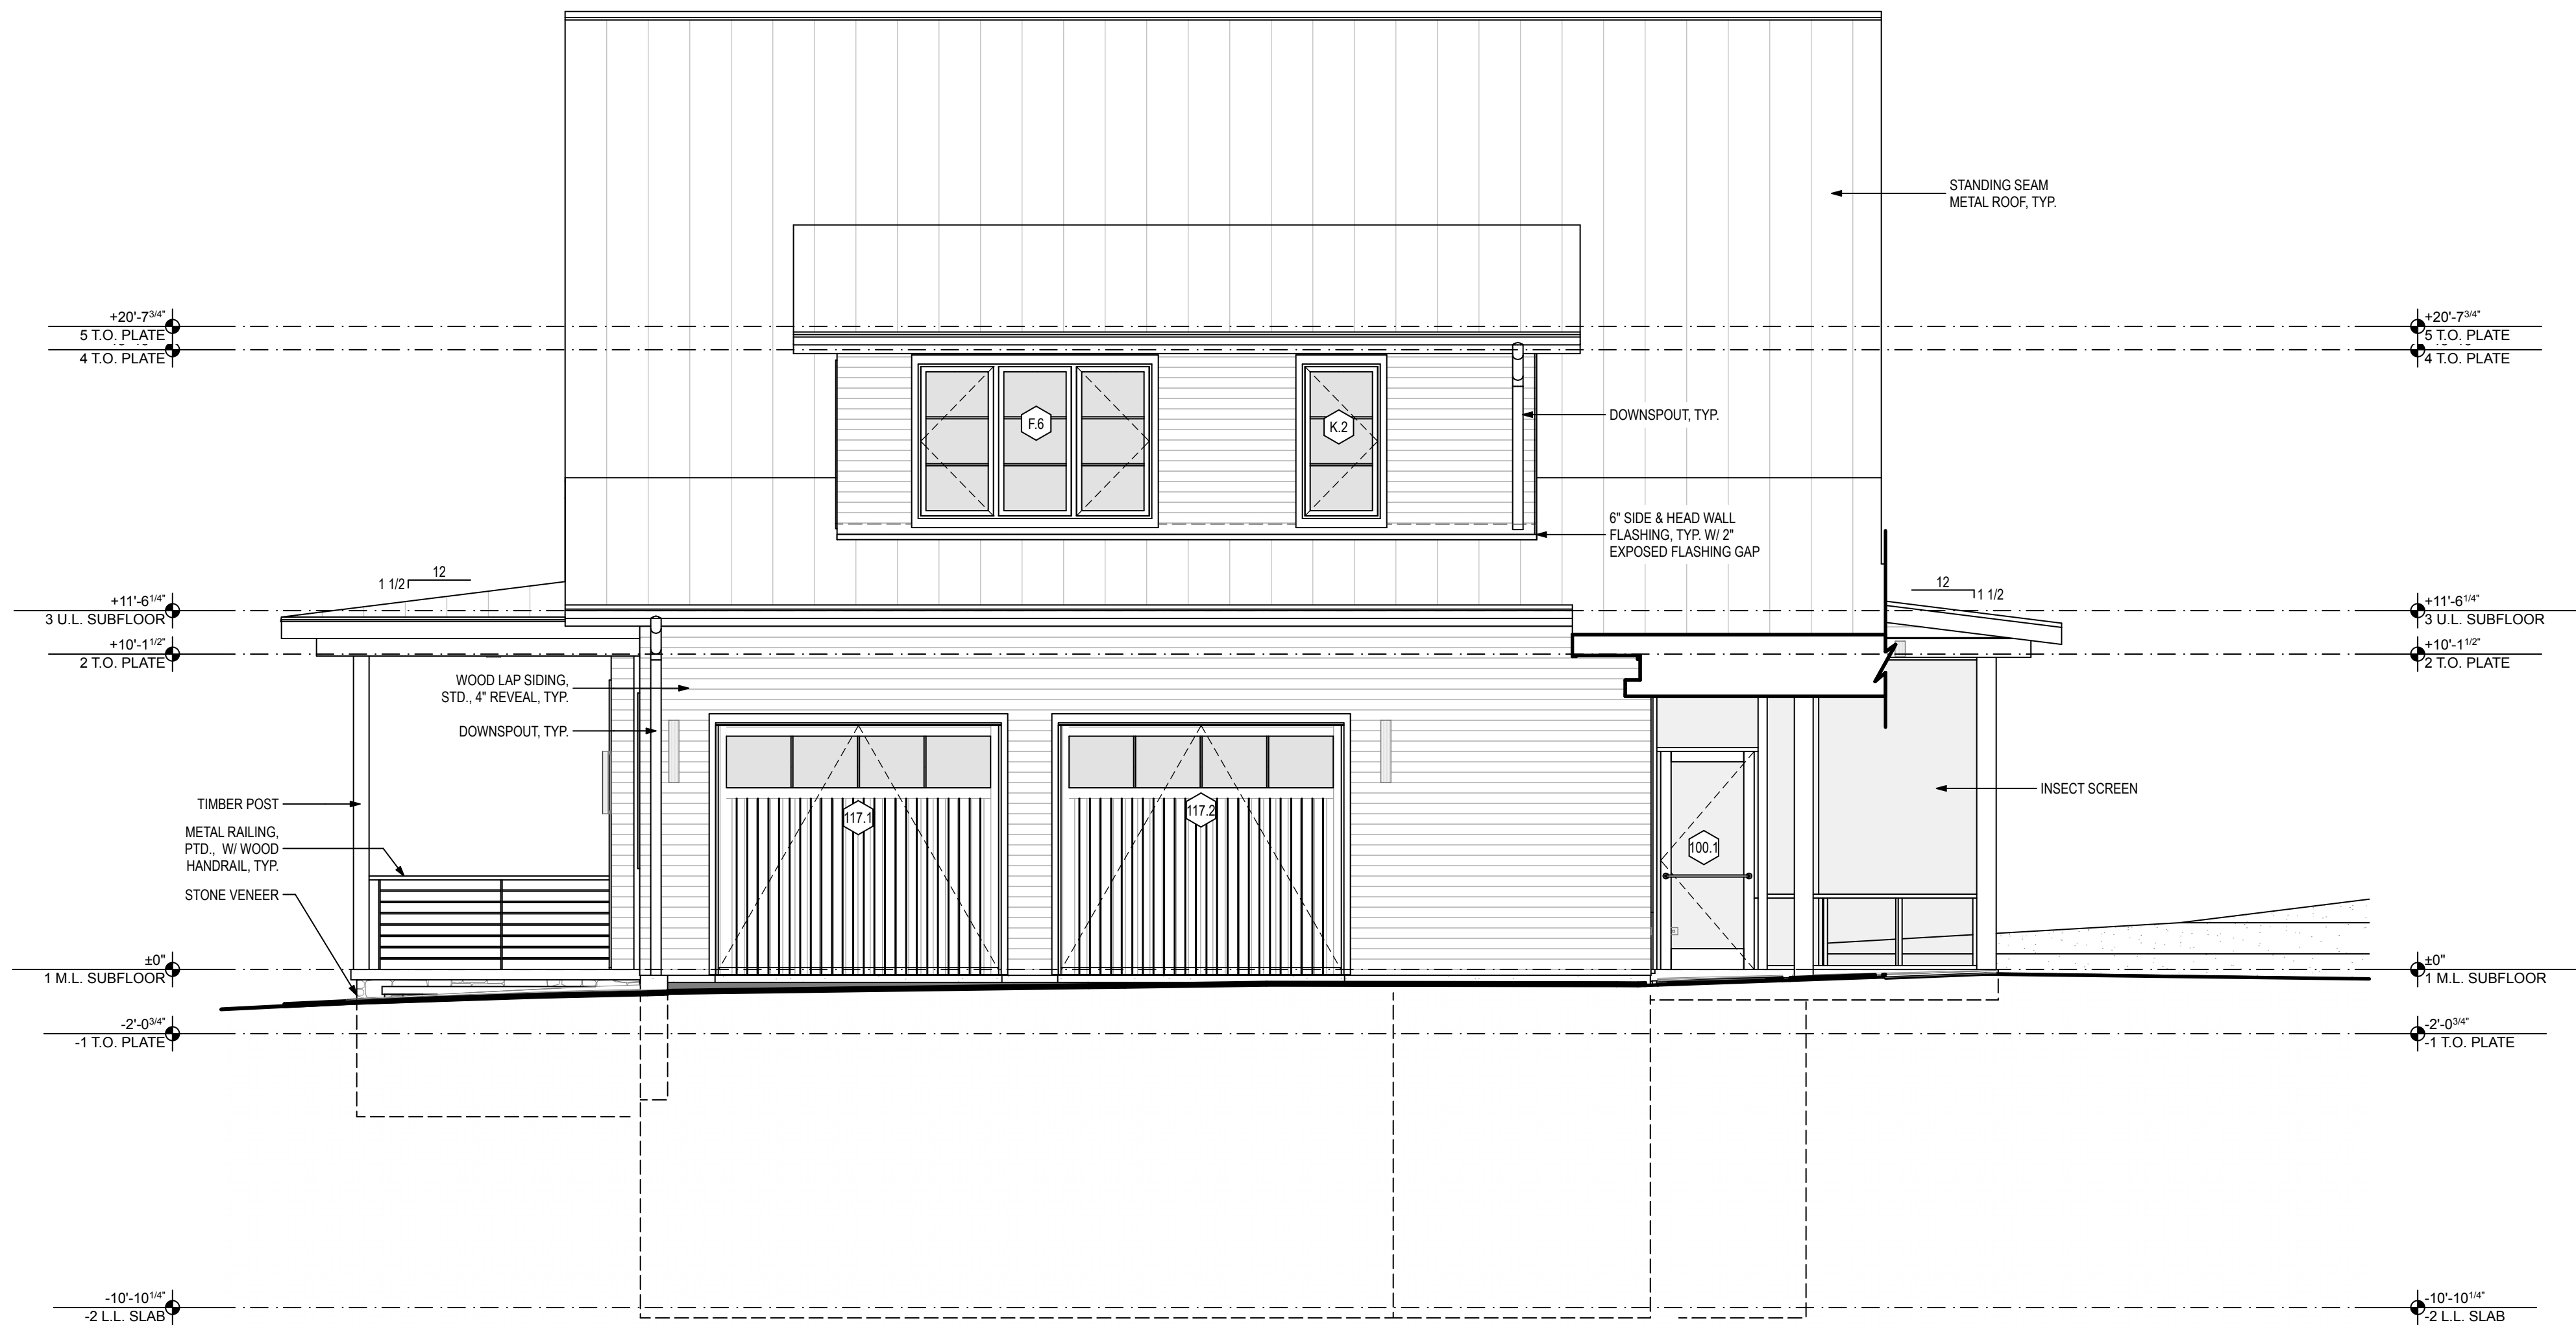 STANDING SEAM
METAL ROOF, TYP.
+20'-7 3/4"
5 T.O. PLATE
4 T.O. PLATE
+20'-7 3/4"
5 T.O. PLATE
4 T.O. PLATE
F.6
K.2
DOWNSPOUT, TYP.
6" SIDE & HEAD WALL
FLASHING, TYP. W/ 2"
EXPOSED FLASHING GAP
12
1 1/2
12
1 1/2
+11'-6 1/4"
3 U.L. SUBFLOOR
+11'-6 1/4"
3 U.L. SUBFLOOR
+10'-1 1/2"
2 T.O. PLATE
+10'-1 1/2"
2 T.O. PLATE
WOOD LAP SIDING,
STD., 4" REVEAL, TYP.
DOWNSPOUT, TYP.
TIMBER POST
METAL RAILING,
PTD., W/ WOOD
HANDRAIL, TYP.
STONE VENEER
117.1
117.2
100.1
INSECT SCREEN
±0"
1 M.L. SUBFLOOR
±0"
1 M.L. SUBFLOOR
-2'-0 3/4"
-1 T.O. PLATE
-2'-0 3/4"
-1 T.O. PLATE
-10'-10 1/4"
-2 L.L. SLAB
-10'-10 1/4"
-2 L.L. SLAB